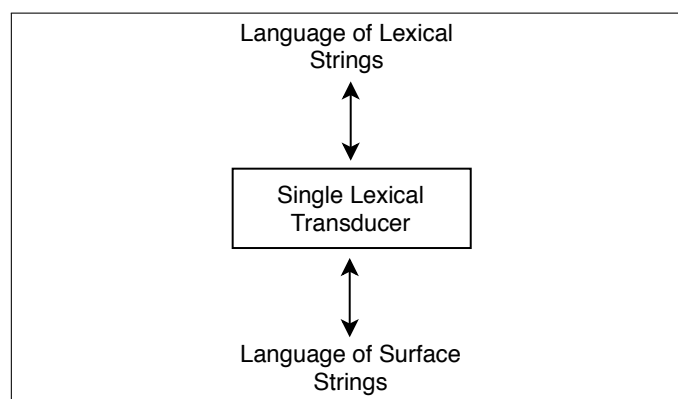 Language of Lexical
Strings
Single Lexical
Transducer
Language of Surface
Strings